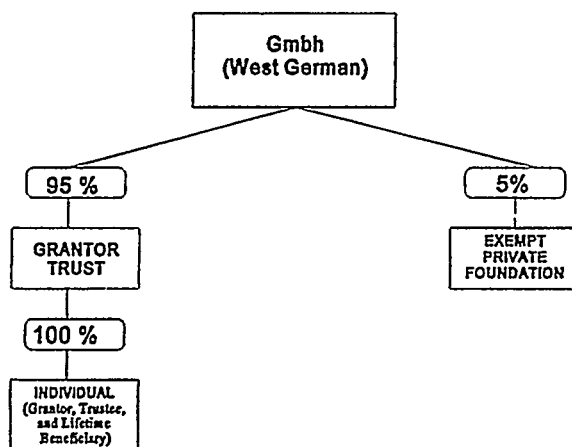 Gmbh
(West German)
95 %
5%
GRANTOR
TRUST
EXEMPT
PRIVATE
FOUNDATION
100 %
INDIVIDUAL
(Grantor, Trustee,
and Lifetime
Beneficiary)